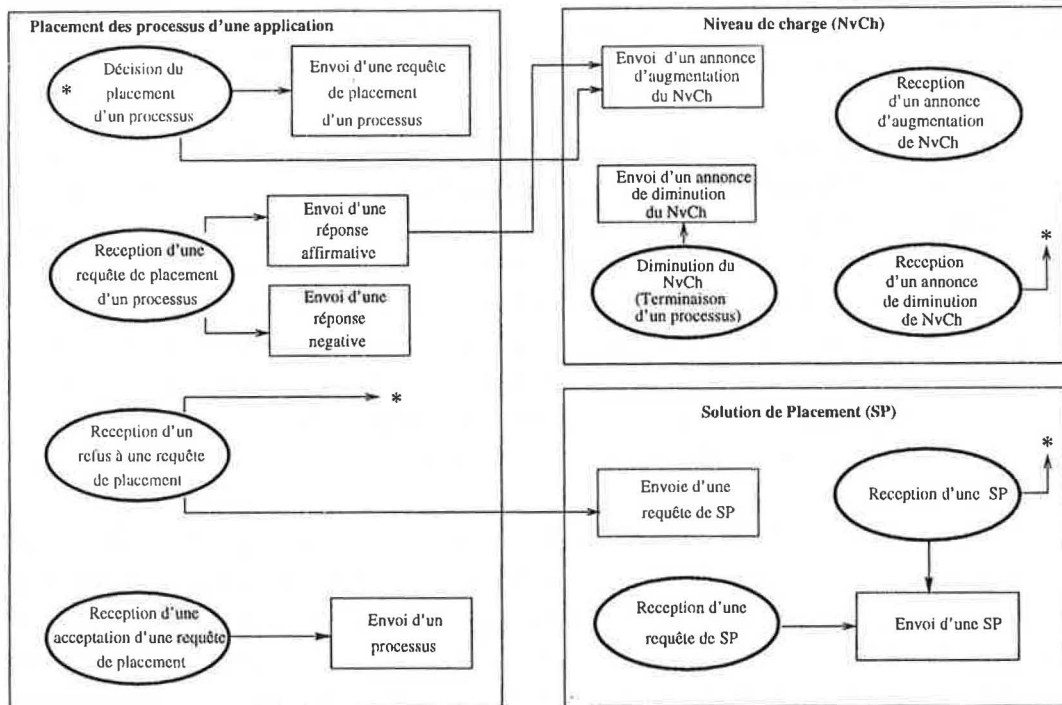 Placement des processus d'une application
*
Décision du
placement
d'un processus
Envoi d'une requête
de placement
d'un processus
Reception d'une
requête de placement
d'un processus
Envoi d'une
réponse
affirmative
Envoi d'une
réponse
negative
*
Reception d'un
refus à une requête
de placement
Reception d'une
acceptation d'une requête
de placement
Envoi d'un
processus
Niveau de charge (NvCh)
Envoi d'un annonce
d'augmentation
du NvCh
Reception
d'un annonce
d'augmentation
de NvCh
Envoi d'un annonce
de diminution
du NvCh
Diminution du
NvCh
(Terminaison
d'un processus)
*
Reception
d'un annonce
de diminution
de NvCh
Solution de Placement (SP)
*
Envoie d'une
requête de SP
Reception d'une SP
Reception d'une
requête de SP
Envoi d'une SP